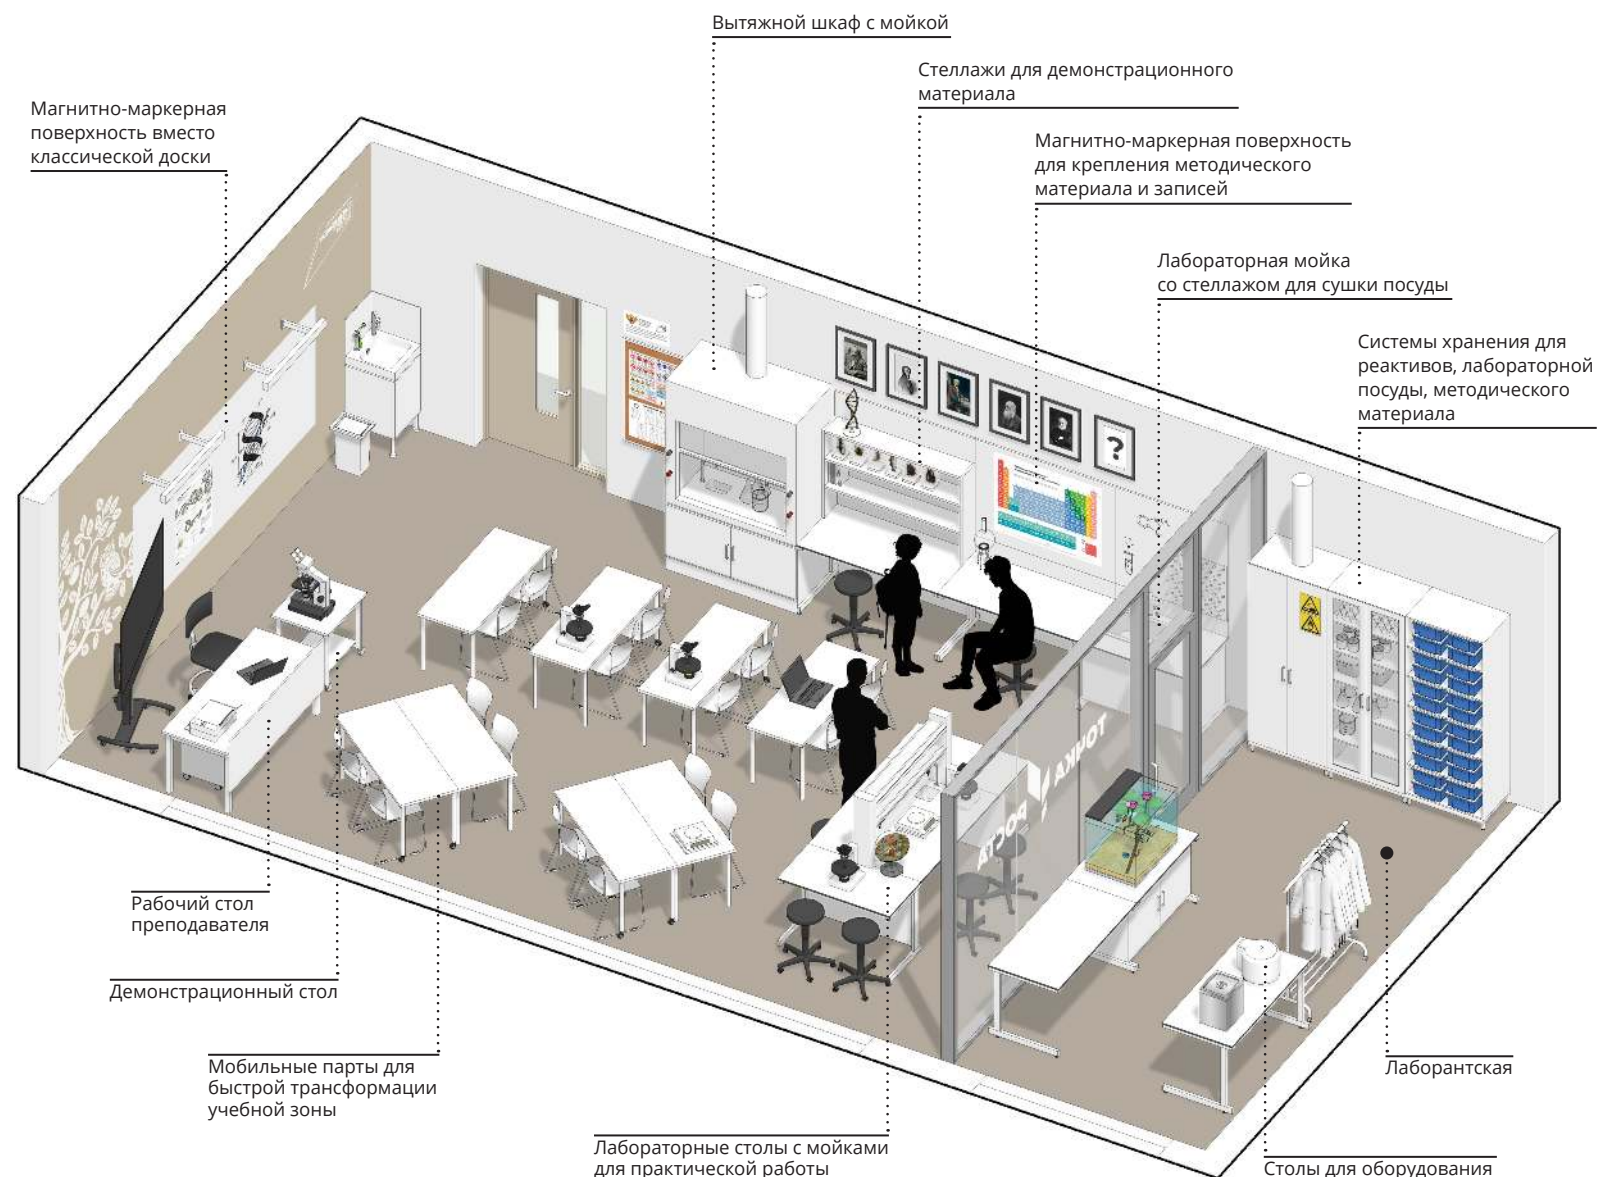 Вытяжной шкаф с мойкой
Стеллажи для демонстрационного
материала
Магнитно-маркерная
поверхность вместо
классической доски
Магнитно-маркерная поверхность
для крепления методического
материала и записей
Лабораторная мойка
со стеллажом для сушки посуды
Системы хранения для
реактивов, лабораторной
посуды, методического
материала
?
ТОЧКА
РОСТА
Рабочий стол
преподавателя
Демонстрационный стол
Мобильные парты для
быстрой трансформации
учебной зоны
Лаборантская
Лабораторные столы с мойками
для практической работы
Столы для оборудования